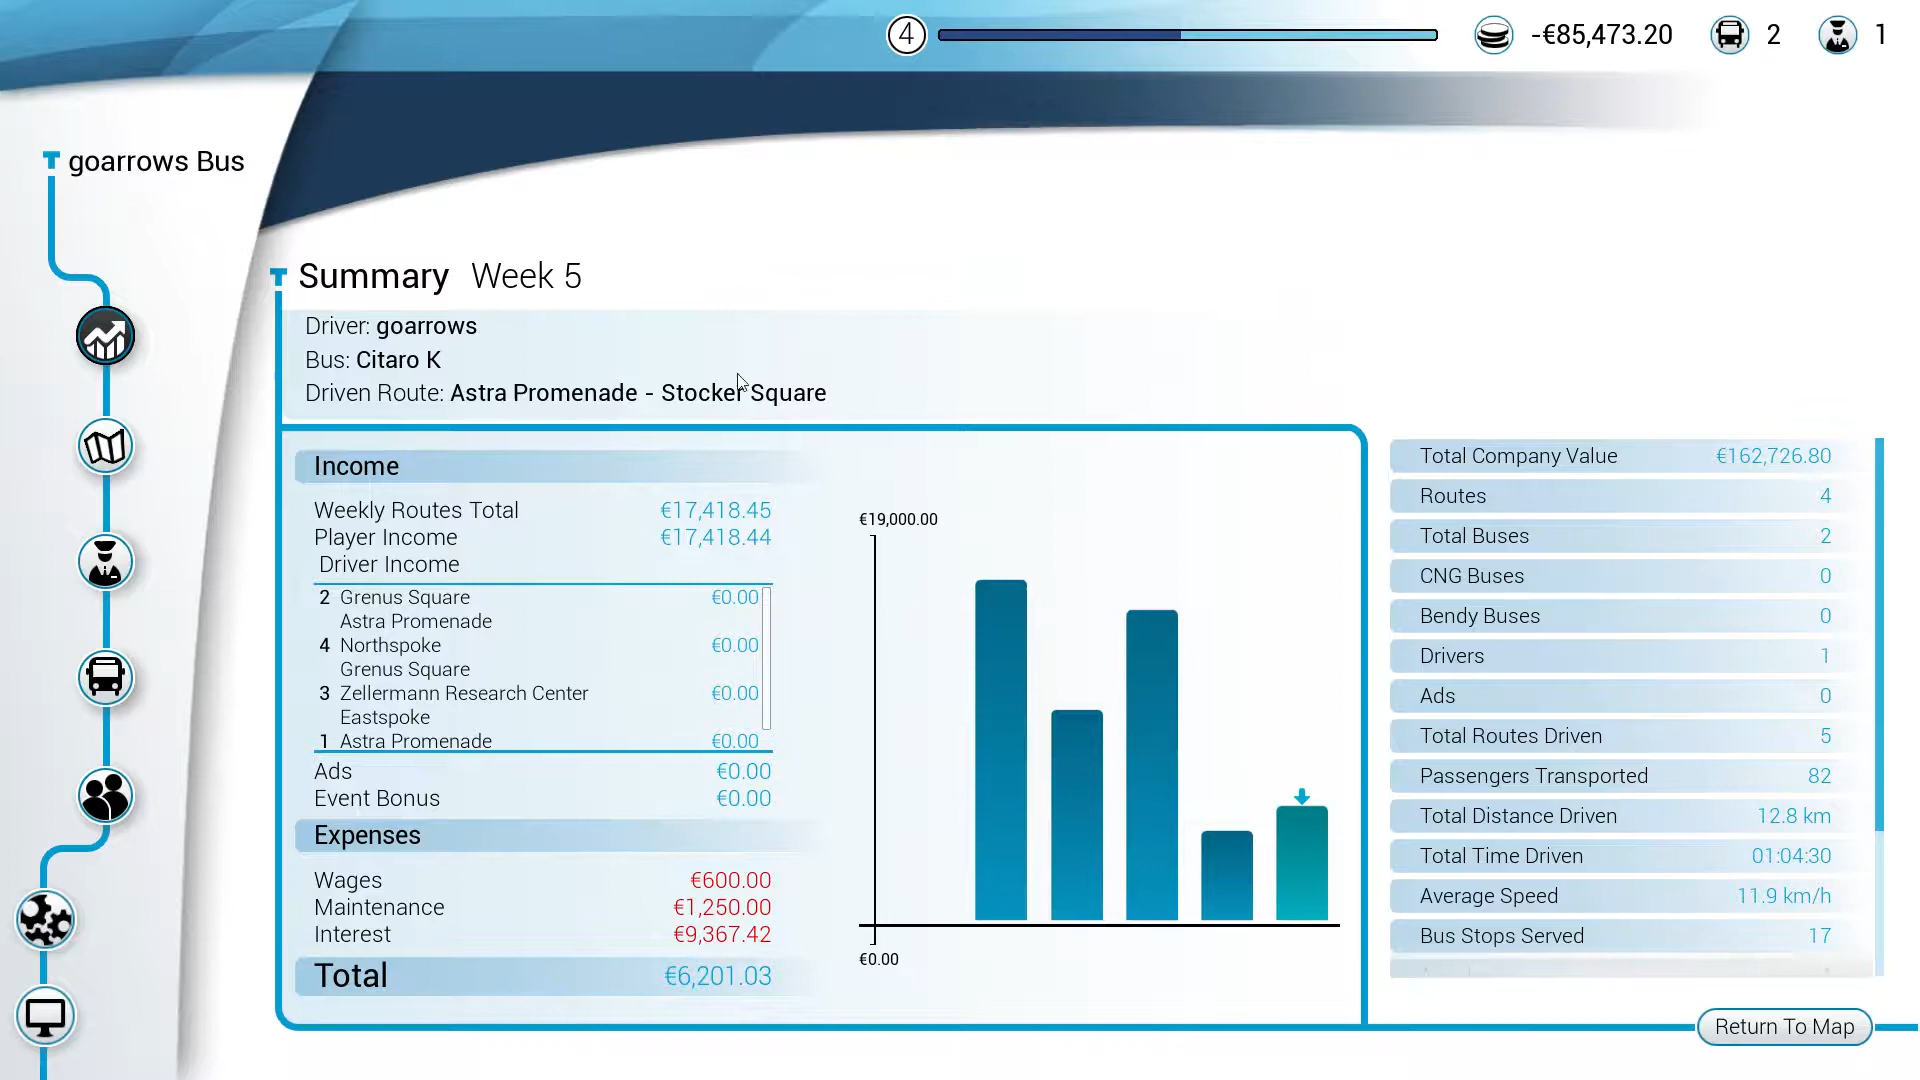 4 -€85,473.20 2 1
goarrows Bus
Summary Week 5
Driver: goarrows
Bus: Citaro K
Driven Route: Astra Promenade - Stocker Square
Income
Weekly Routes Total €17,418.45
Player Income €17,418.44
Driver Income
2 Grenus Square €0.00
Astra Promenade
4 Northspoke €0.00
Grenus Square
3 Zellermann Research Center €0.00
Eastspoke
1 Astra Promenade €0.00
Ads €0.00
Event Bonus €0.00
Expenses
Wages €600.00
Maintenance €1,250.00
Interest €9,367.42
Total €6,201.03
€19,000.00
€0.00
Total Company Value €162,726.80
Routes 4
Total Buses 2
CNG Buses 0
Bendy Buses 0
Drivers 1
Ads 0
Total Routes Driven 5
Passengers Transported 82
Total Distance Driven 12.8 km
Total Time Driven 01:04:30
Average Speed 11.9 km/h
Bus Stops Served 17
Return To Map